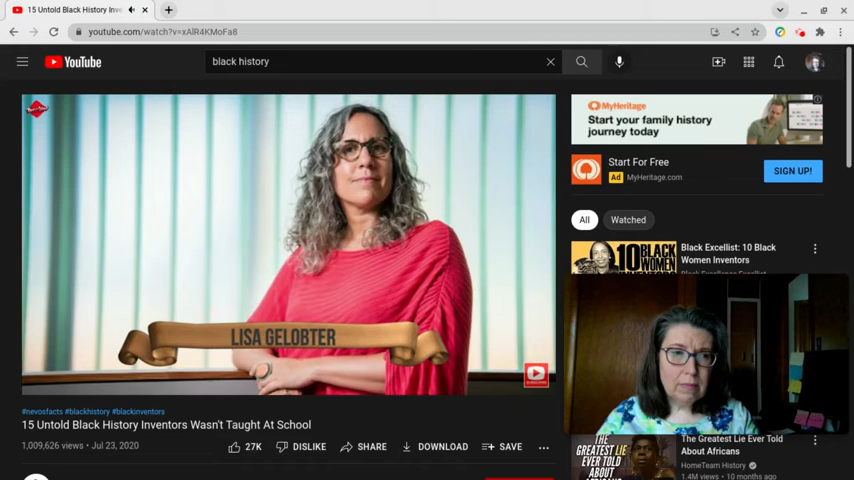 15 Untold Black History Inve
youtube.com/watch?v=xAlR4KMoFa8
YouTube
black history
LISA GELOBTER
#nevosfacts #blackhistory #blackinventors
15 Untold Black History Inventors Wasn't Taught At School
1,009,626 views • Jul 23, 2020
27K
DISLIKE
SHARE
DOWNLOAD
SAVE
MyHeritage
Start your family history
journey today
Start For Free
Ad MyHeritage.com
SIGN UP!
All
Watched
10 BLACK
WOMEN
Black Excellist: 10 Black
Women Inventors
THE
GREATEST LIE
EVER TOLD
ABOUT
The Greatest Lie Ever Told
About Africans
HomeTeam History
1.4M views • 10 months ago